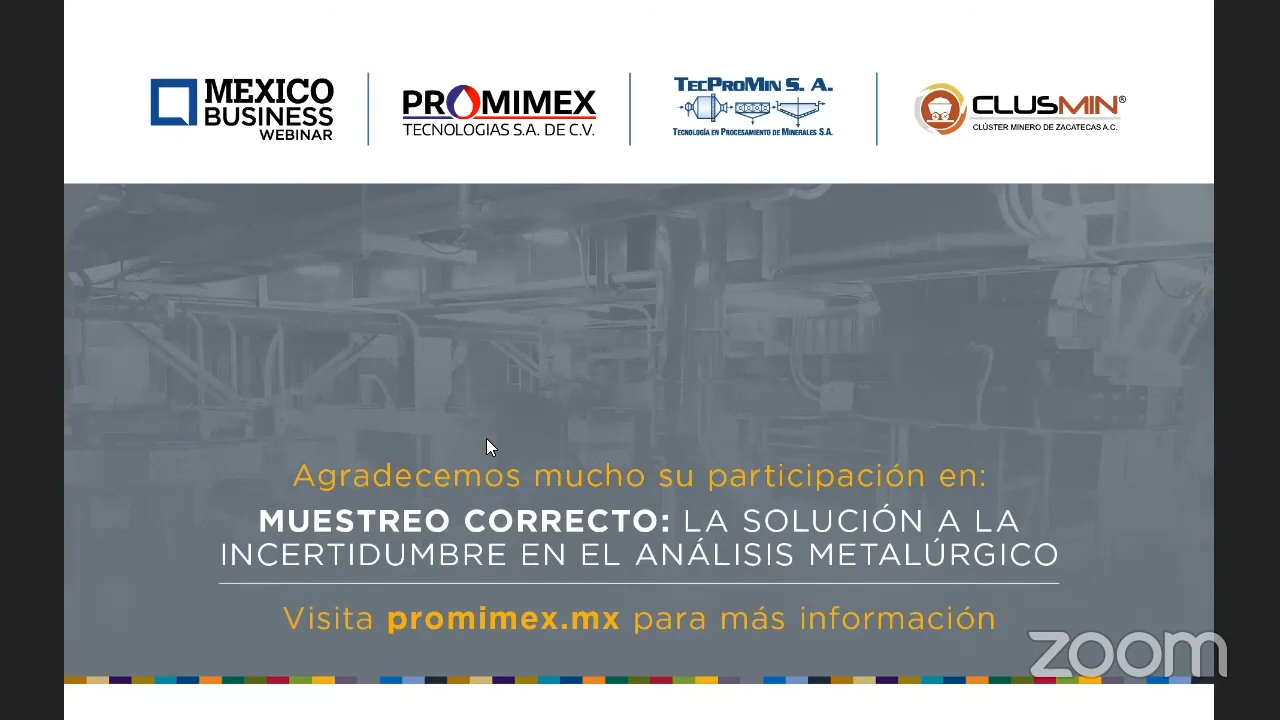 MEXICO
BUSINESS
WEBINAR
PROMIMEX
TECNOLOGIAS S.A. DE C.V.
TECPROMIN S. A.
TECNOLOGÍA EN PROCESAMIENTO DE MINERALES S.A.
CLUSMIN®
CLÚSTER MINERO DE ZACATECAS A.C.
Agradecemos mucho su participación en:
MUESTREO CORRECTO: LA SOLUCIÓN A LA
INCERTIDUMBRE EN EL ANÁLISIS METALÚRGICO
Visita promimex.mx para más información
zoom